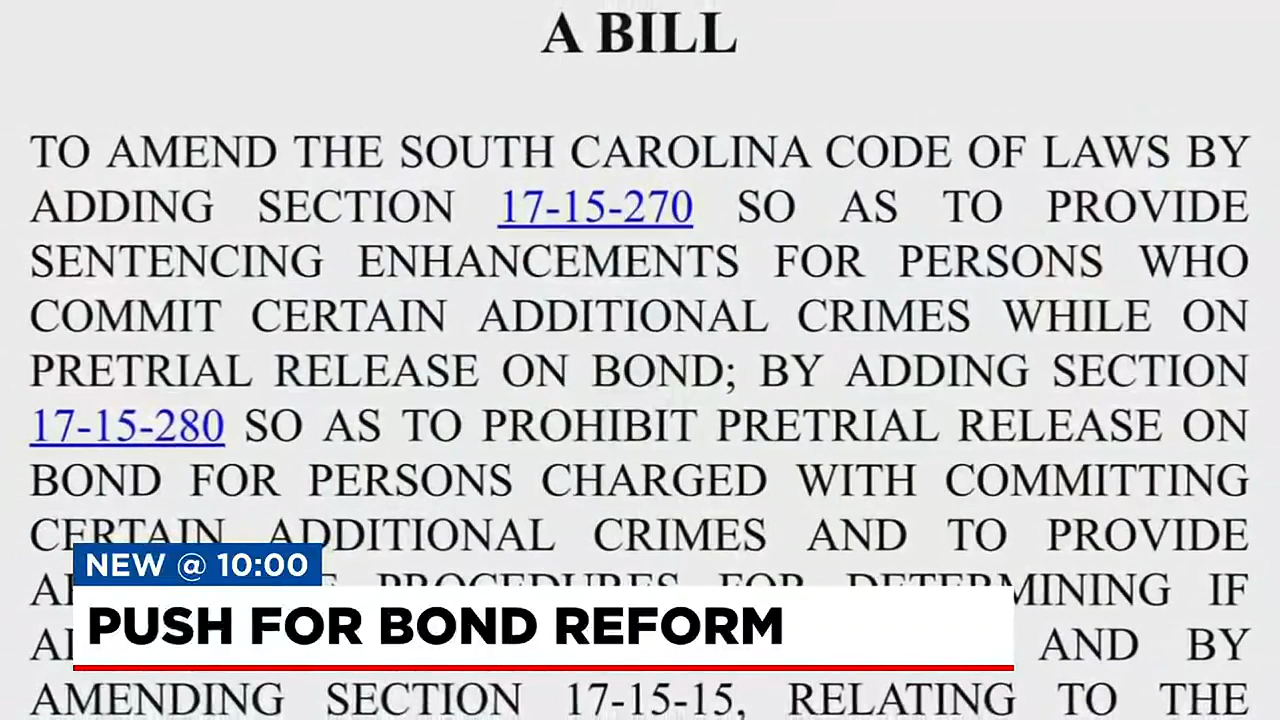 A BILL
TO AMEND THE SOUTH CAROLINA CODE OF LAWS BY
ADDING SECTION 17-15-270 SO AS TO PROVIDE
SENTENCING ENHANCEMENTS FOR PERSONS WHO
COMMIT CERTAIN ADDITIONAL CRIMES WHILE ON
PRETRIAL RELEASE ON BOND; BY ADDING SECTION
17-15-280 SO AS TO PROHIBIT PRETRIAL RELEASE ON
BOND FOR PERSONS CHARGED WITH COMMITTING
CERTAIN ADDITIONAL CRIMES AND TO PROVIDE
NEW @ 10:00
PROCEDURES FOR DETERMINING IF
PUSH FOR BOND REFORM
AND BY
AMENDING SECTION 17-15-15, RELATING TO THE